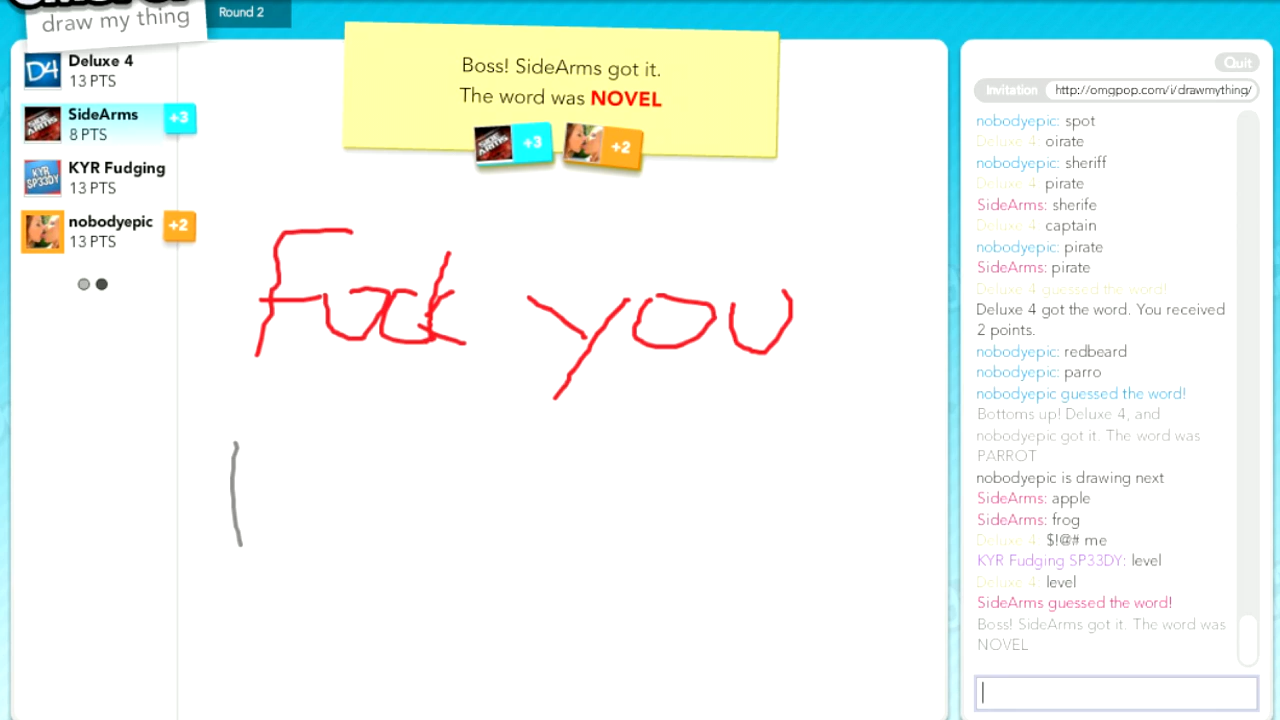 draw my thing
Round 2
Deluxe 4
13 PTS
SideArms
8 PTS
+3
KYR Fudging
13 PTS
nobodyepic
13 PTS
+2
D4
SIDE ARMS
KYR
SP33DY
Boss! SideArms got it.
The word was NOVEL
+3
+2
Fuck you
Quit
Invitation http://omgpop.com/i/drawmything/
nobodyepic: spot
Deluxe 4: oirate
nobodyepic: sheriff
Deluxe 4: pirate
SideArms: sherife
Deluxe 4: captain
nobodyepic: pirate
SideArms: pirate
Deluxe 4 guessed the word!
Deluxe 4 got the word. You received
2 points.
nobodyepic: redbeard
nobodyepic: parro
nobodyepic guessed the word!
Bottoms up! Deluxe 4, and
nobodyepic got it. The word was
PARROT
nobodyepic is drawing next
SideArms: apple
SideArms: frog
Deluxe 4: $!@# me
KYR Fudging SP33DY: level
Deluxe 4: level
SideArms guessed the word!
Boss! SideArms got it. The word was
NOVEL